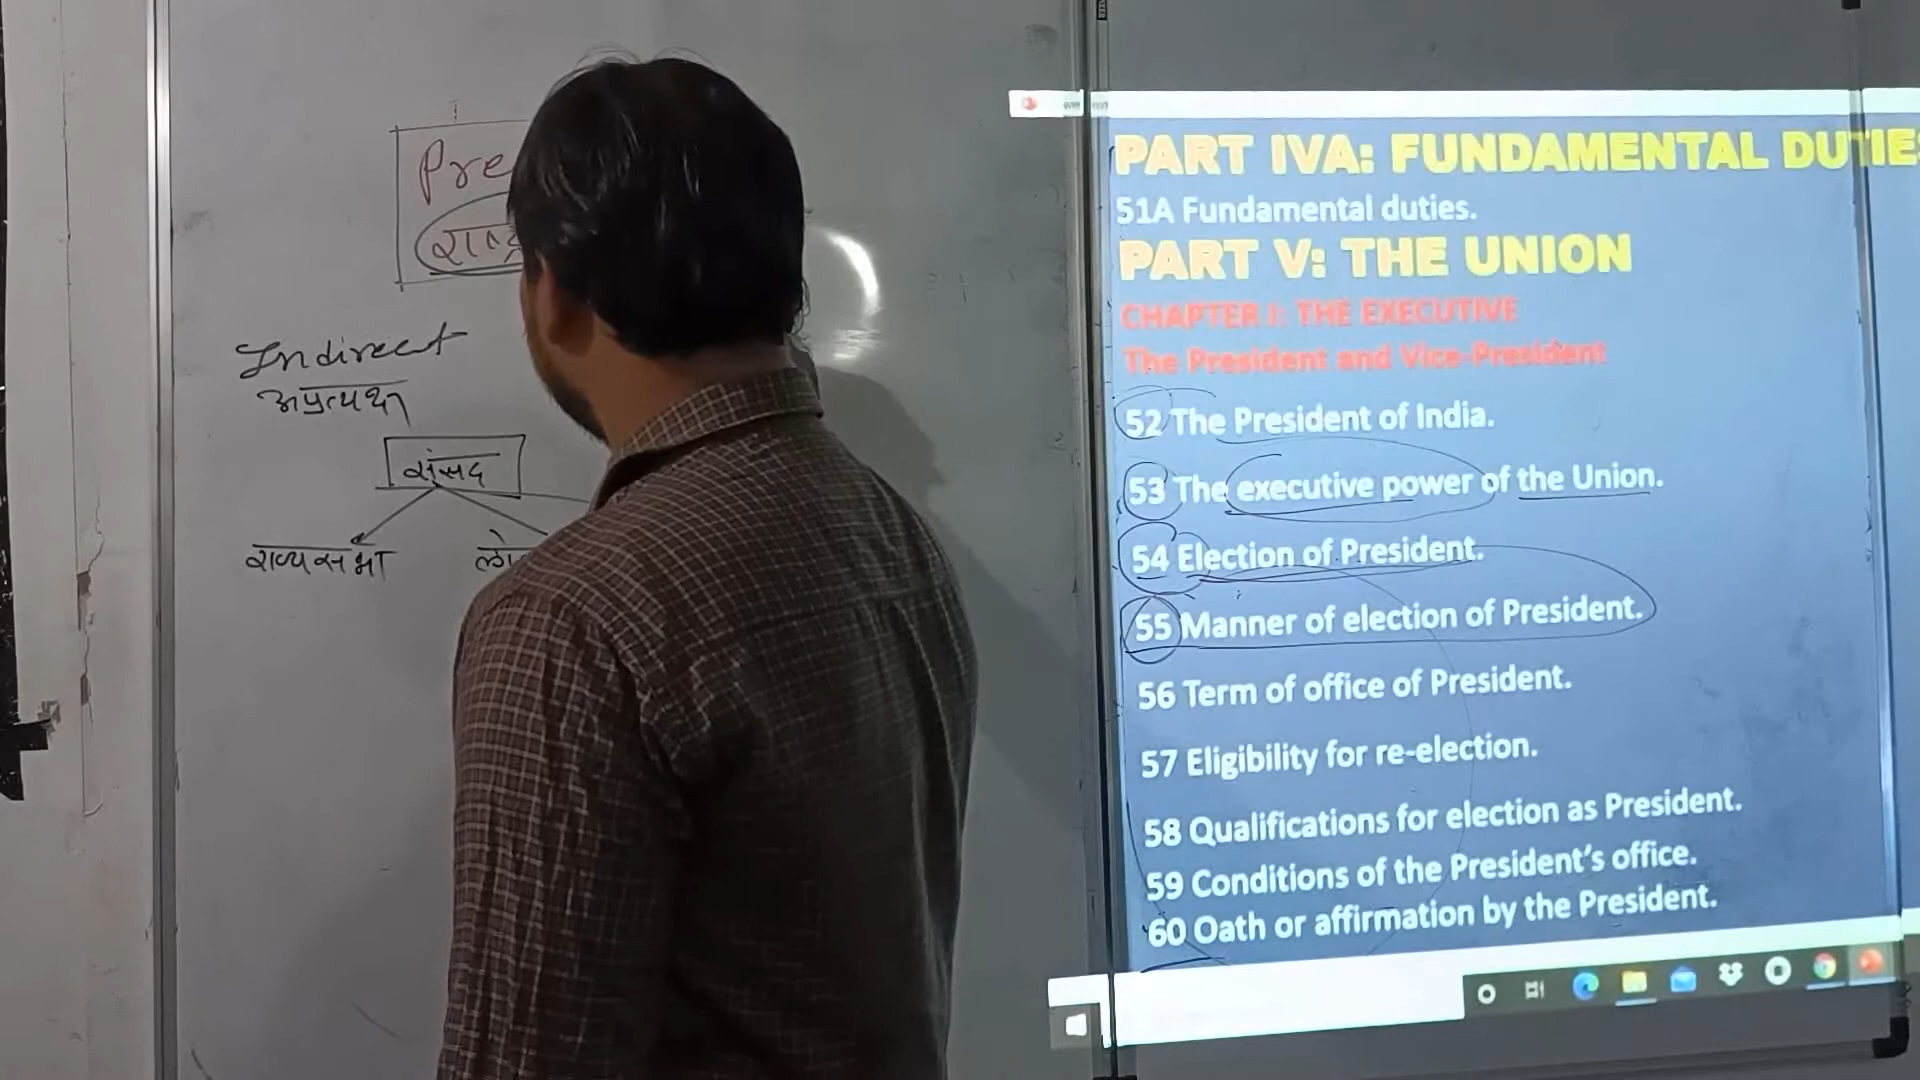 Indirect
अप्रत्यक्ष
संसद
राज्यसभा
PART IVA: FUNDAMENTAL DUTIE
51A Fundamental duties.
PART V: THE UNION
CHAPTER I: THE EXECUTIVE
The President and Vice-President
52 The President of India.
53 The executive power of the Union.
54 Election of President.
55 Manner of election of President.
56 Term of office of President.
57 Eligibility for re-election.
58 Qualifications for election as President.
59 Conditions of the President's office.
60 Oath or affirmation by the President.